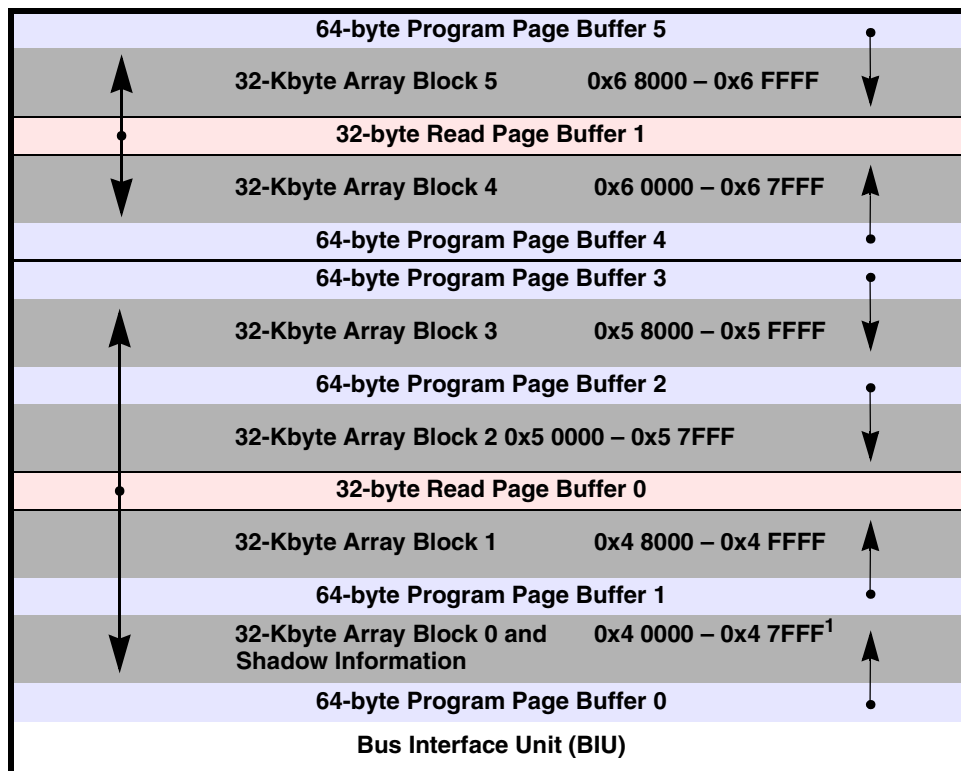 64-byte Program Page Buffer 5
32-Kbyte Array Block 5 0x6 8000 – 0x6 FFFF
32-byte Read Page Buffer 1
32-Kbyte Array Block 4 0x6 0000 – 0x6 7FFF
64-byte Program Page Buffer 4
64-byte Program Page Buffer 3
32-Kbyte Array Block 3 0x5 8000 – 0x5 FFFF
64-byte Program Page Buffer 2
32-Kbyte Array Block 2 0x5 0000 – 0x5 7FFF
32-byte Read Page Buffer 0
32-Kbyte Array Block 1 0x4 8000 – 0x4 FFFF
64-byte Program Page Buffer 1
32-Kbyte Array Block 0 and 0x4 0000 – 0x4 7FFF1
Shadow Information
64-byte Program Page Buffer 0
Bus Interface Unit (BIU)